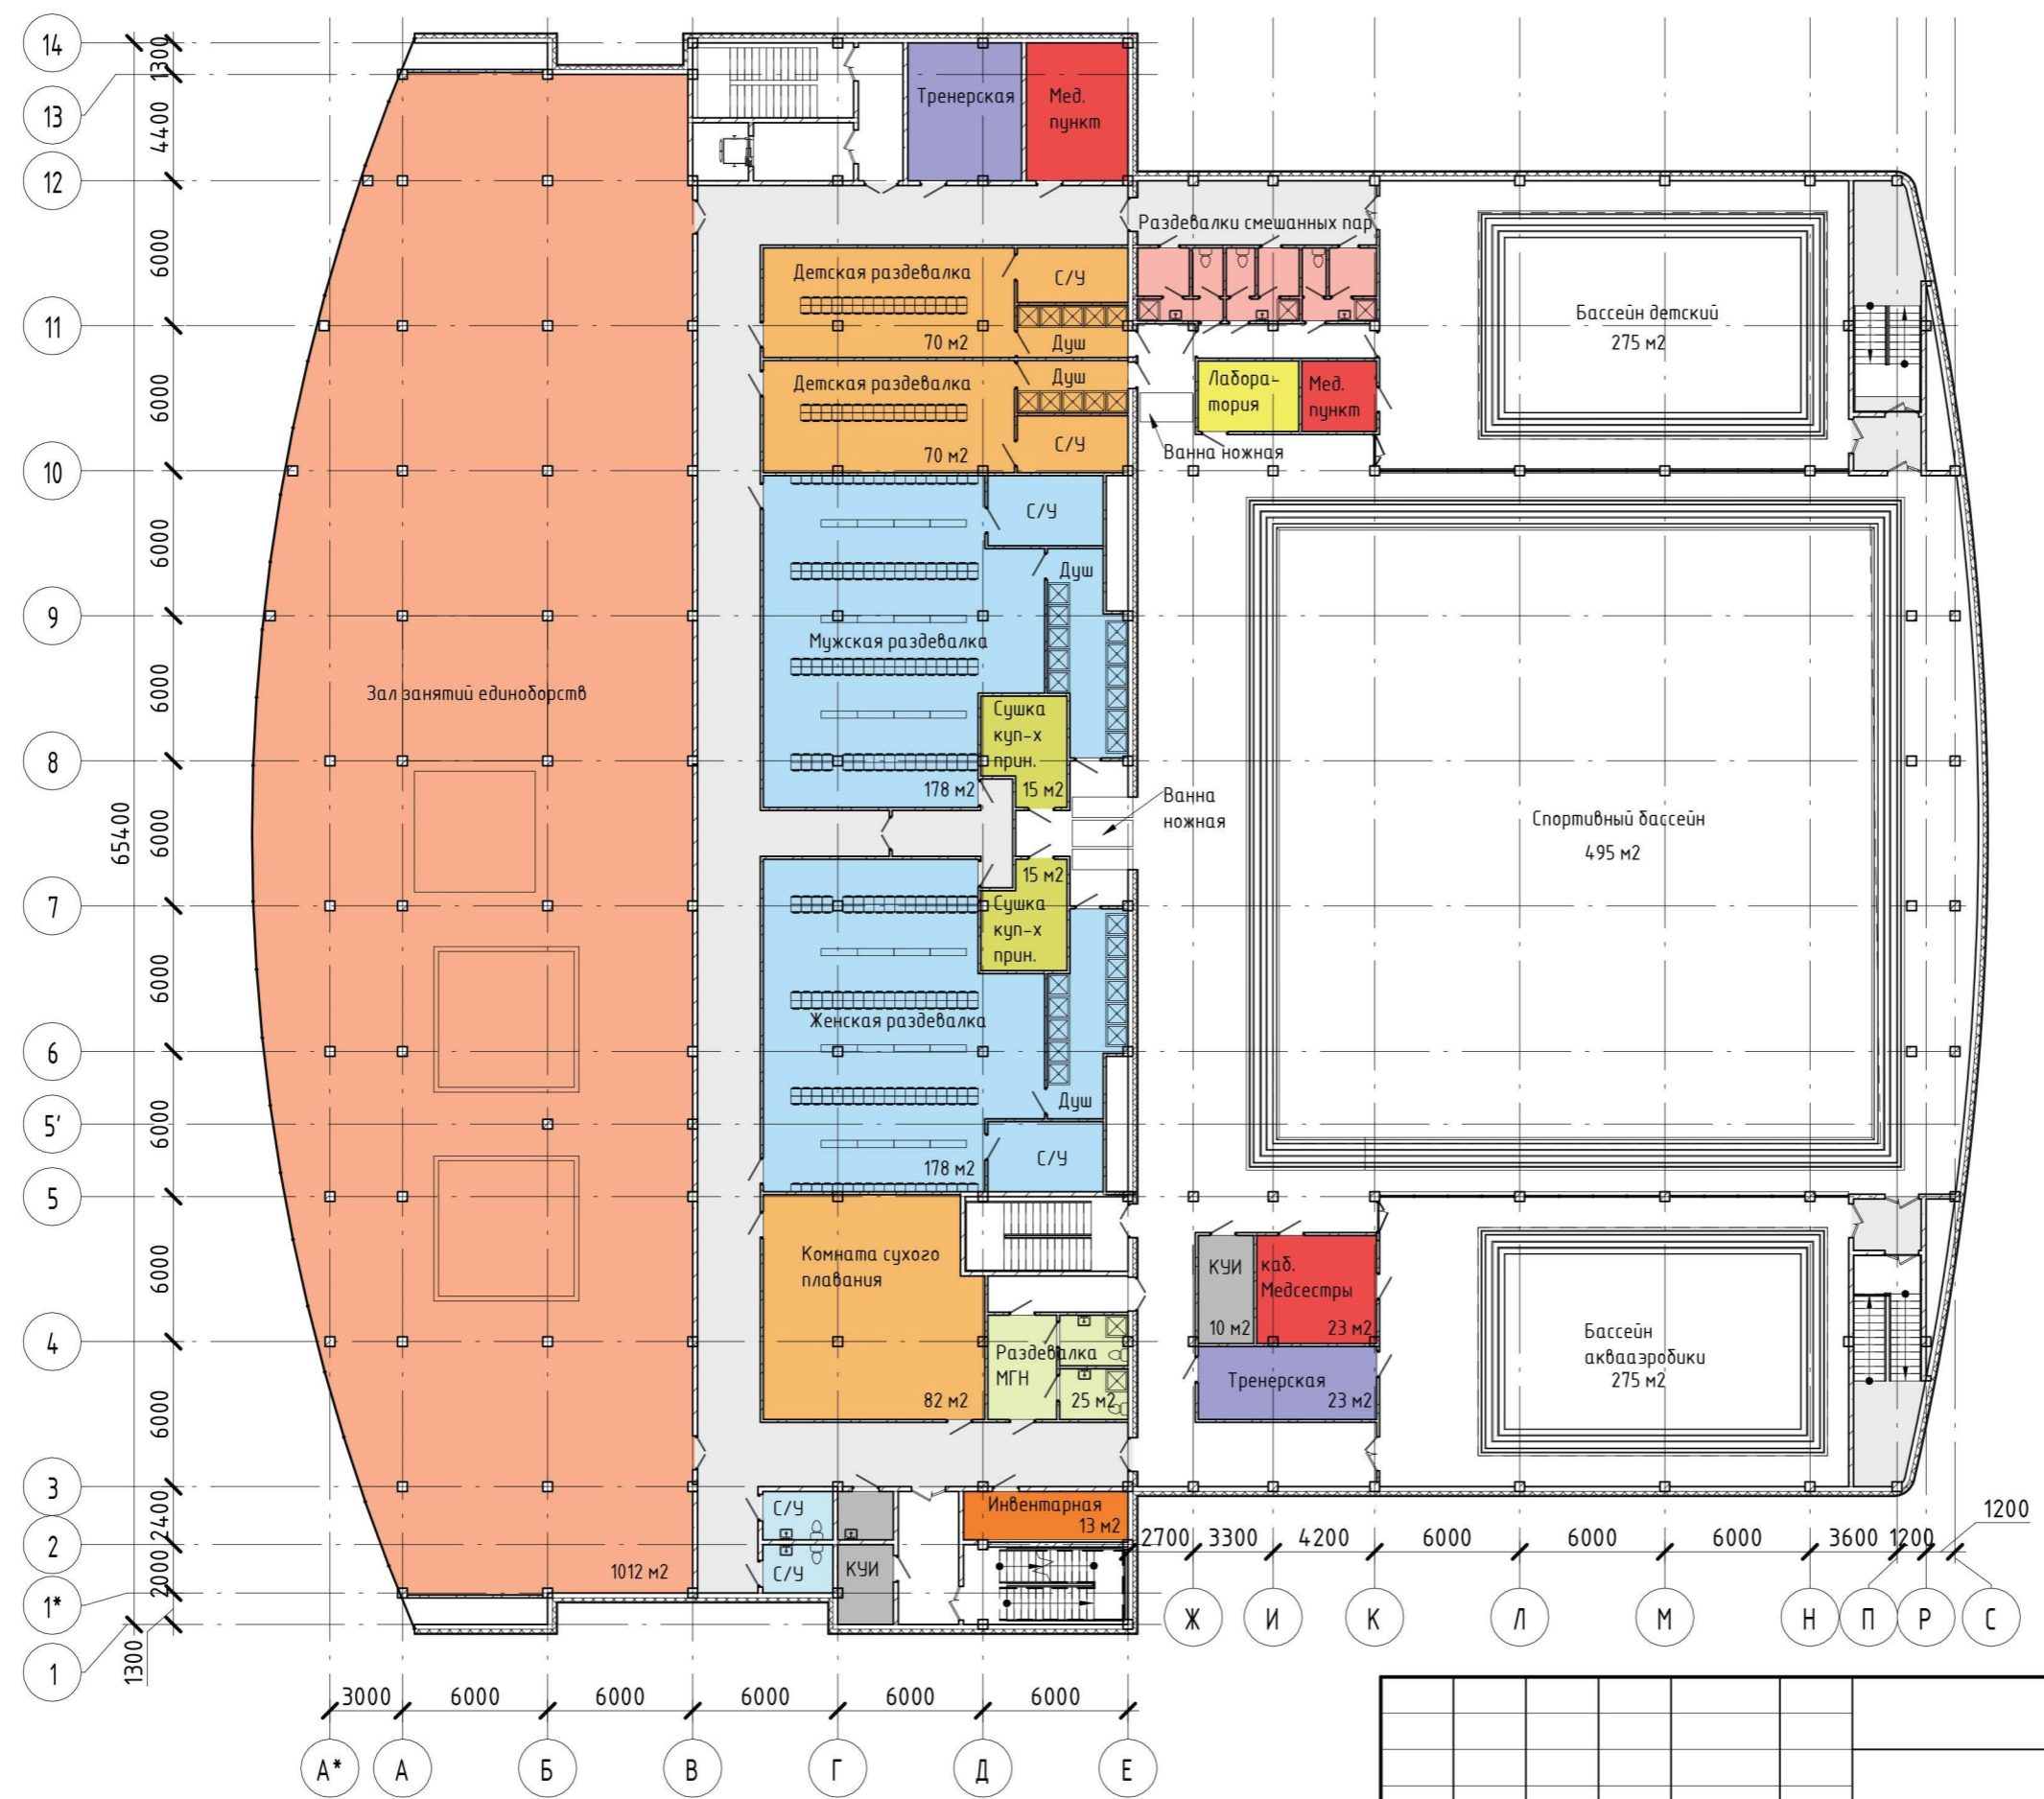 14
13
12
11
10
9
8
7
6
5'
5
4
3
2
1*
1
1300
4400
6000
6000
6000
6000
6000
6000
6000
6000
6000
6000
2400
2000
1300
65400
Тренерская
Мед.
пункт
Раздевалки смешанных пар
Детская раздевалка
С/У
70 м2
Душ
Детская раздевалка
Душ
70 м2
С/У
Лабора-
тория
Мед.
пункт
Ванна ножная
Бассейн детский
275 м2
С/У
Душ
Мужская раздевалка
178 м2
Сушка
куп-х
прин.
15 м2
Зал занятий единоборств
1012 м2
Ванна
ножная
Спортивный бассейн
495 м2
15 м2
Сушка
куп-х
прин.
Женская раздевалка
Душ
178 м2
С/У
Комната сухого
плавания
82 м2
Раздевалка
МГН
25 м2
КУИ
10 м2
каб.
Медсестры
23 м2
Тренерская
23 м2
Бассейн
аквааэробики
275 м2
С/У
С/У
КУИ
Инвентарная
13 м2
2700
3300
4200
6000
6000
6000
3600
1200
1200
Ж
И
К
Л
М
Н
П
Р
С
3000
6000
6000
6000
6000
6000
А*
А
Б
В
Г
Д
Е